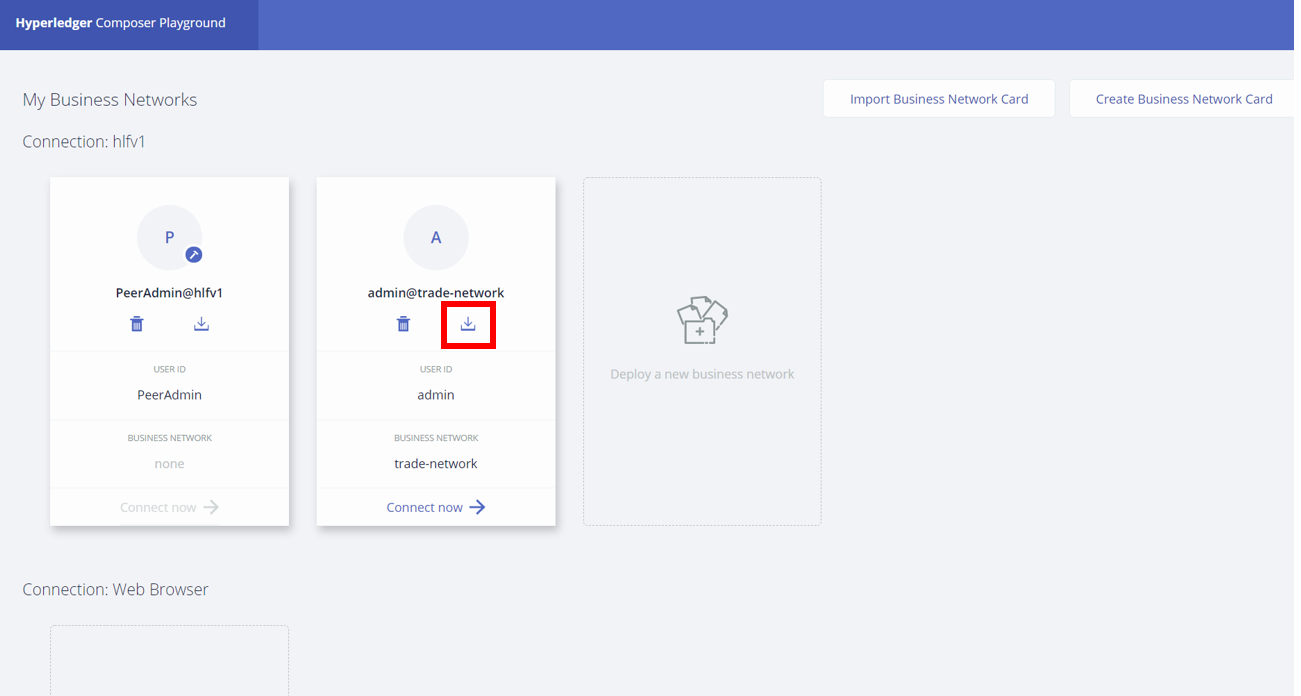 Hyperledger Composer Playground
My Business Networks
Import Business Network Card
Create Business Network Card
Connection: hlfv1
P
PeerAdmin@hlfv1
USER ID
PeerAdmin
BUSINESS NETWORK
none
Connect now
A
admin@trade-network
USER ID
admin
BUSINESS NETWORK
trade-network
Connect now
Deploy a new business network
Connection: Web Browser